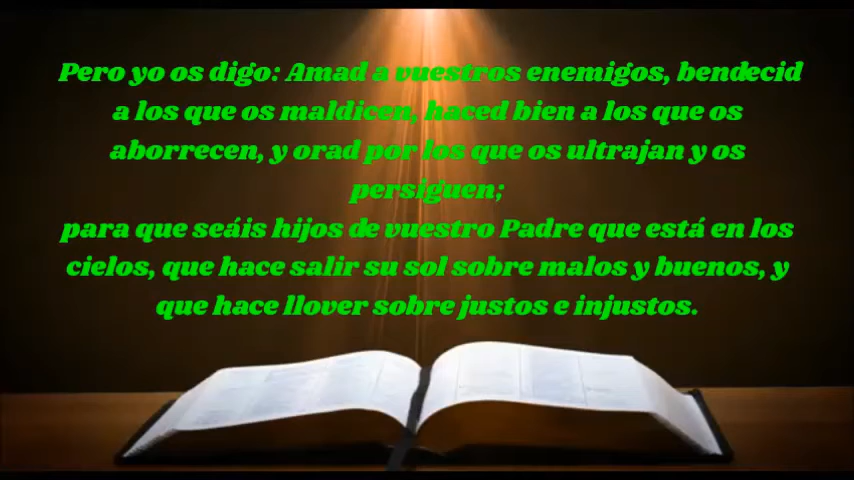 Pero yo os digo: Amad a vuestros enemigos, bendecid
a los que os maldicen, haced bien a los que os
aborrecen, y orad por los que os ultrajan y os
persiguen;
para que seáis hijos de vuestro Padre que está en los
cielos, que hace salir su sol sobre malos y buenos, y
que hace llover sobre justos e injustos.